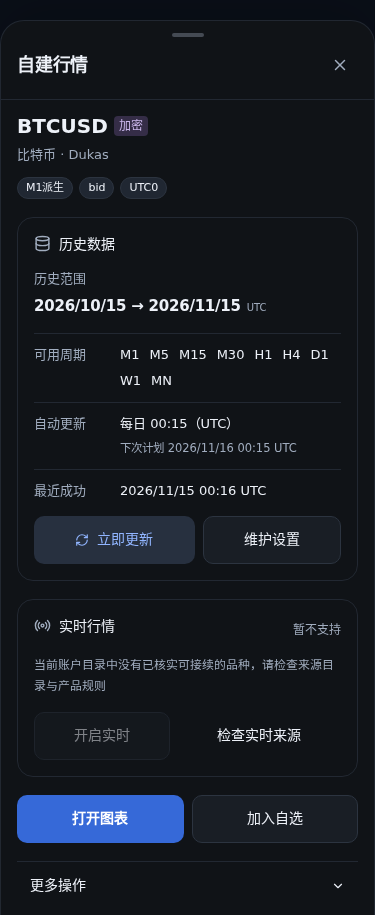 自建行情
BTCUSD 加密
比特币 · Dukas
M1派生 bid UTC0
历史数据
历史范围
2026/10/15 → 2026/11/15 UTC
可用周期 M1 M5 M15 M30 H1 H4 D1
W1 MN
自动更新 每日 00:15（UTC）
下次计划 2026/11/16 00:15 UTC
最近成功 2026/11/15 00:16 UTC
立即更新 维护设置
实时行情 暂不支持
当前账户目录中没有已核实可接续的品种，请检查来源目
录与产品规则
开启实时 检查实时来源
打开图表 加入自选
更多操作